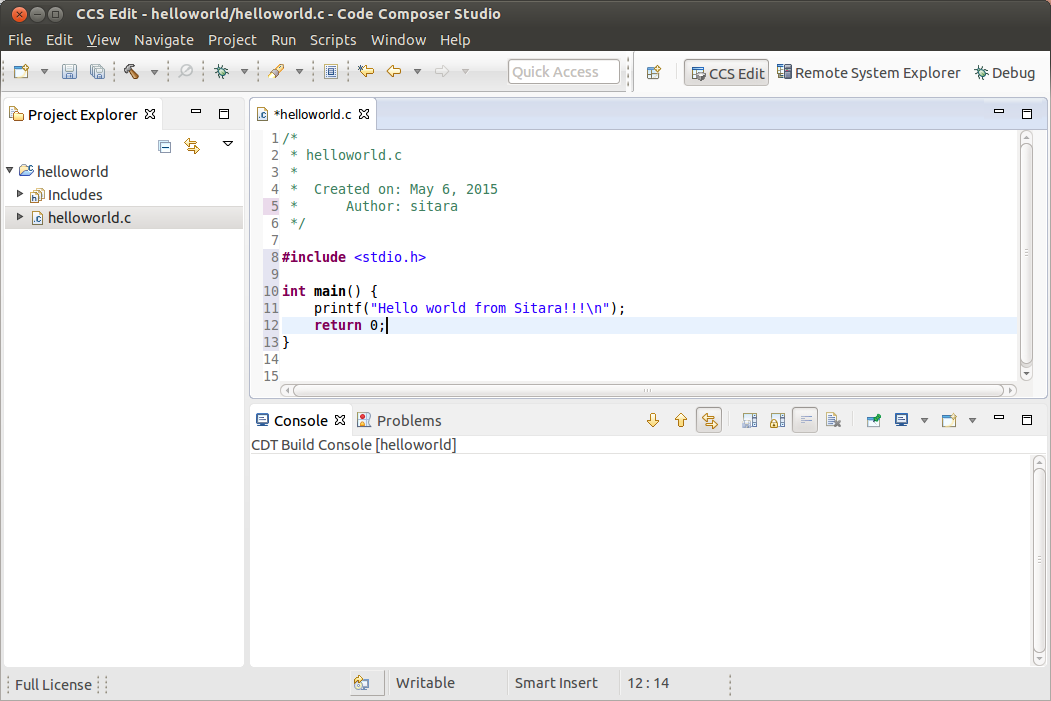 CCS Edit - helloworld/helloworld.c - Code Composer Studio
File Edit View Navigate Project Run Scripts Window Help
Quick Access
CCS Edit
Remote System Explorer
Debug
Project Explorer
helloworld
Includes
helloworld.c
*helloworld.c
1 /*
2  * helloworld.c
3  *
4  *  Created on: May 6, 2015
5  *      Author: sitara
6  */
7
8 #include <stdio.h>
9
10 int main() {
11     printf("Hello world from Sitara!!!\n");
12     return 0;
13 }
14
15
Console
Problems
CDT Build Console [helloworld]
Full License
Writable
Smart Insert
12 : 14